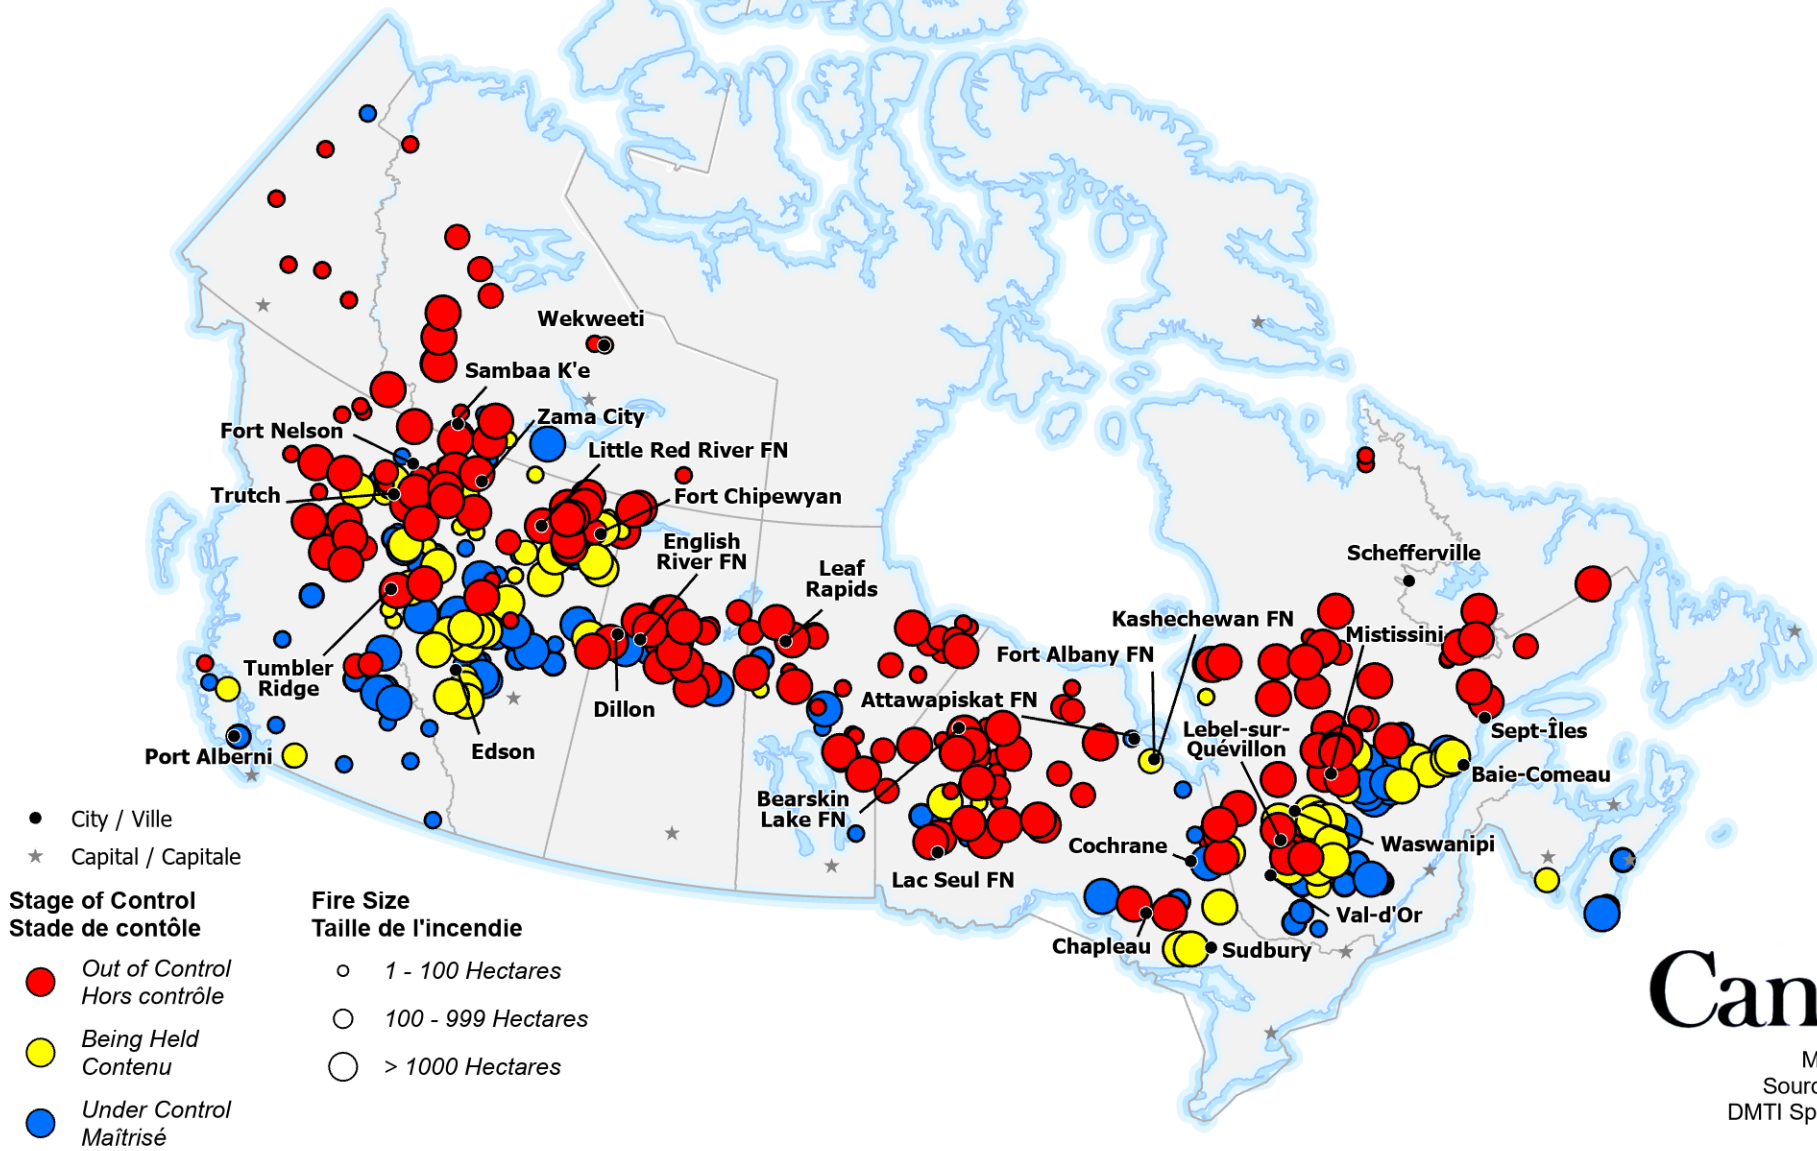 Wekweeti
Sambaa K'e
Zama City
Fort Nelson
Little Red River FN
Trutch
Fort Chipewyan
English
River FN
Leaf
Rapids
Schefferville
Kashechewan FN
Mistissini
Fort Albany FN
Tumbler
Ridge
Attawapiskat FN
Dillon
Lebel-sur-
Quévillon
Sept-Îles
Port Alberni
Edson
Baie-Comeau
Bearskin
Lake FN
Cochrane
Waswanipi
Lac Seul FN
Val-d'Or
Chapleau
Sudbury
City / Ville
Capital / Capitale
Stage of Control
Stade de contôle
Out of Control
Hors contrôle
Being Held
Contenu
Under Control
Maîtrisé
Fire Size
Taille de l'incendie
1 - 100 Hectares
100 - 999 Hectares
> 1000 Hectares
Can
M
Sourc
DMTI Sp